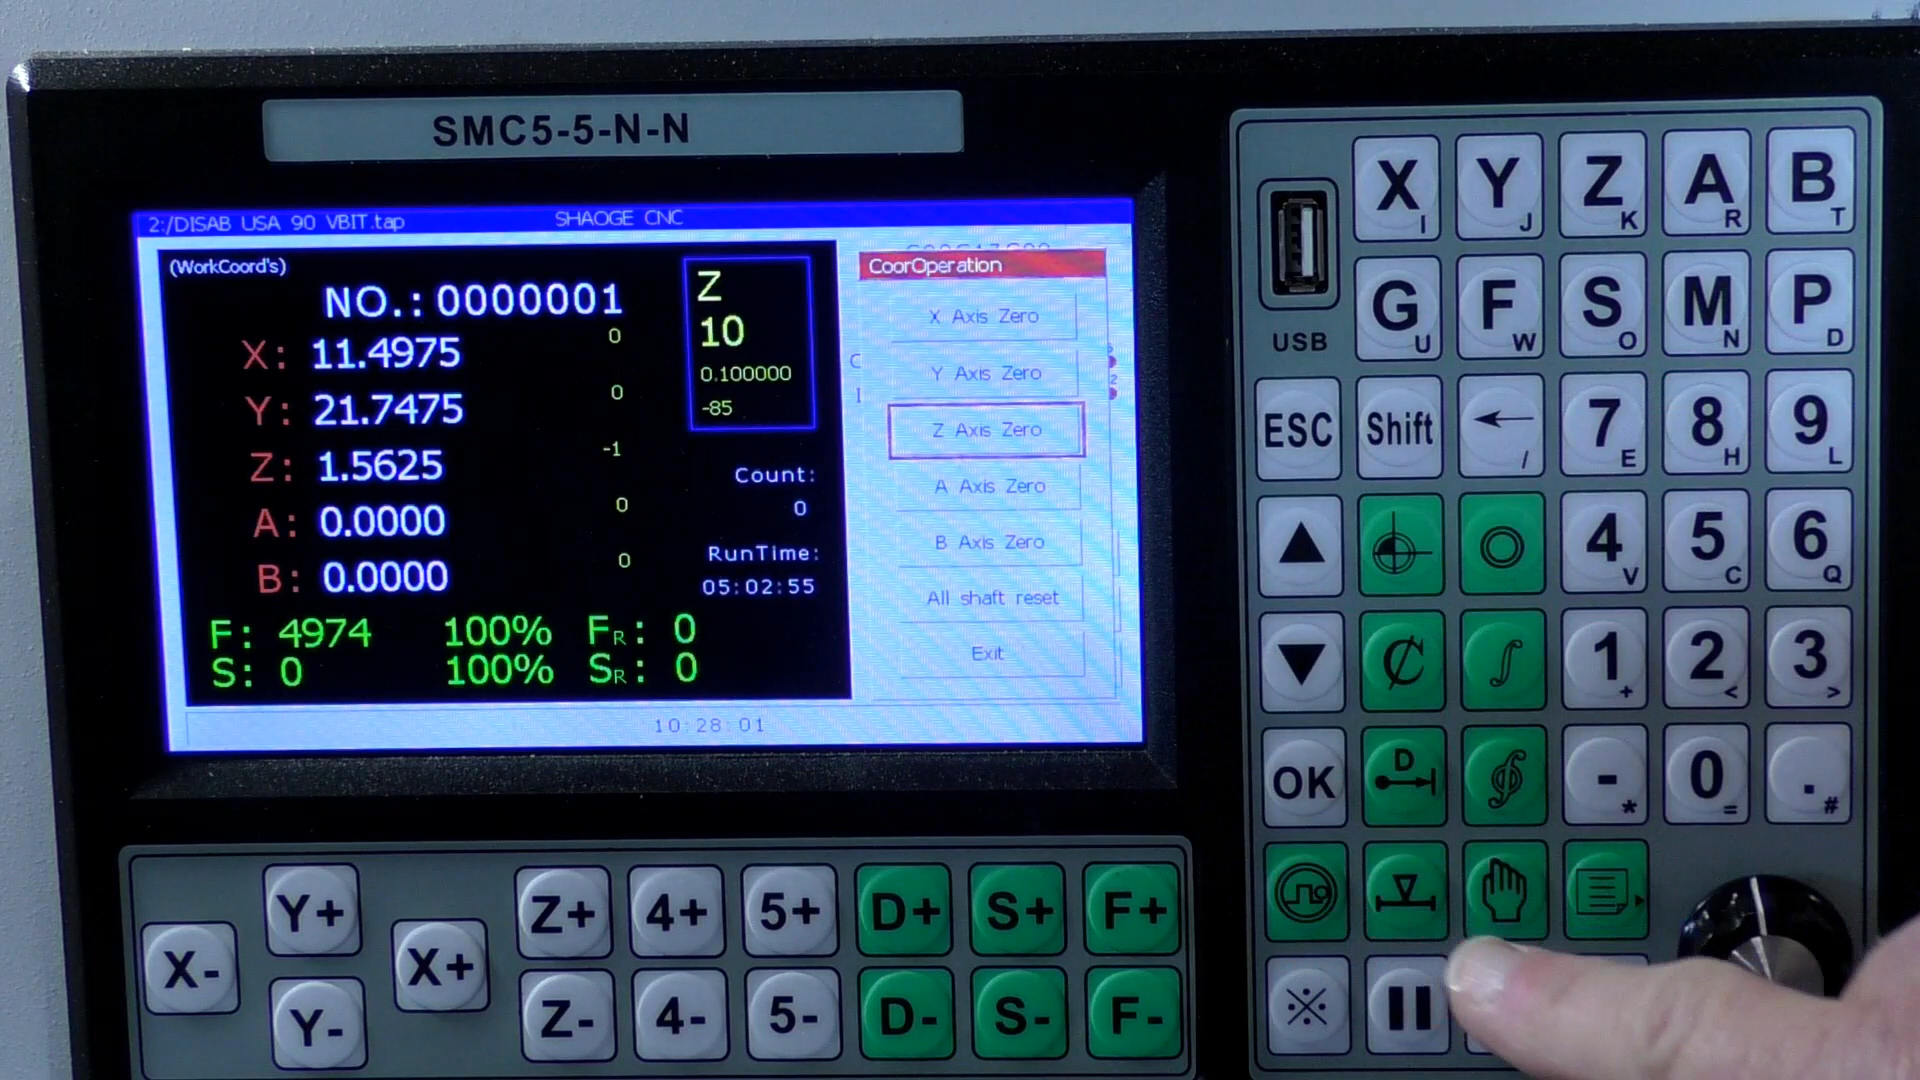 SMC5-5-N-N
2:/DISAB USA 90 VBIT.tap
SHAOGE CNC
(WorkCoord's)
NO.: 0000001
X: 11.4975 0
Y: 21.7475 0
Z: 1.5625 -1
A: 0.0000 0
B: 0.0000 0
F: 4974 100% FR: 0
S: 0 100% SR: 0
Z
10
0.100000
-85
Count:
0
RunTime:
05:02:55
CoorOperation
X Axis Zero
Y Axis Zero
Z Axis Zero
A Axis Zero
B Axis Zero
All shaft reset
Exit
10:28:01
USB
X I Y J Z K A R B T
G U F W S O M N P D
ESC Shift / 7 E 8 H 9 L
4 V 5 C 6 Q
1 + 2 < 3 >
OK D - * 0 = . #
X- Y+ X+ Z+ 4+ 5+ D+ S+ F+
Y- Z- 4- 5- D- S- F-